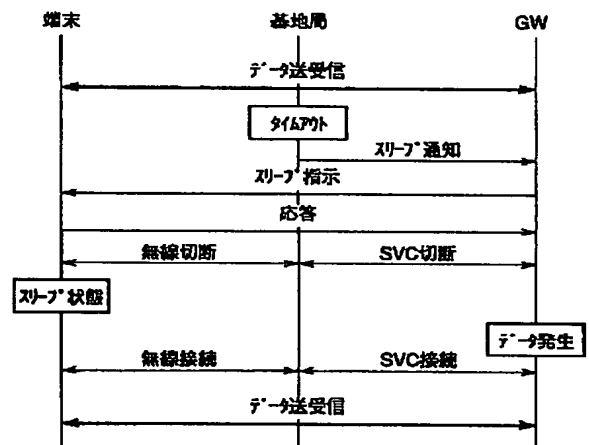 端末 基地局 GW
データ送受信
タイムアウト
スリープ通知
スリープ指示
応答
無線切断 SVC切断
スリープ状態
データ発生
無線接続 SVC接続
データ送受信